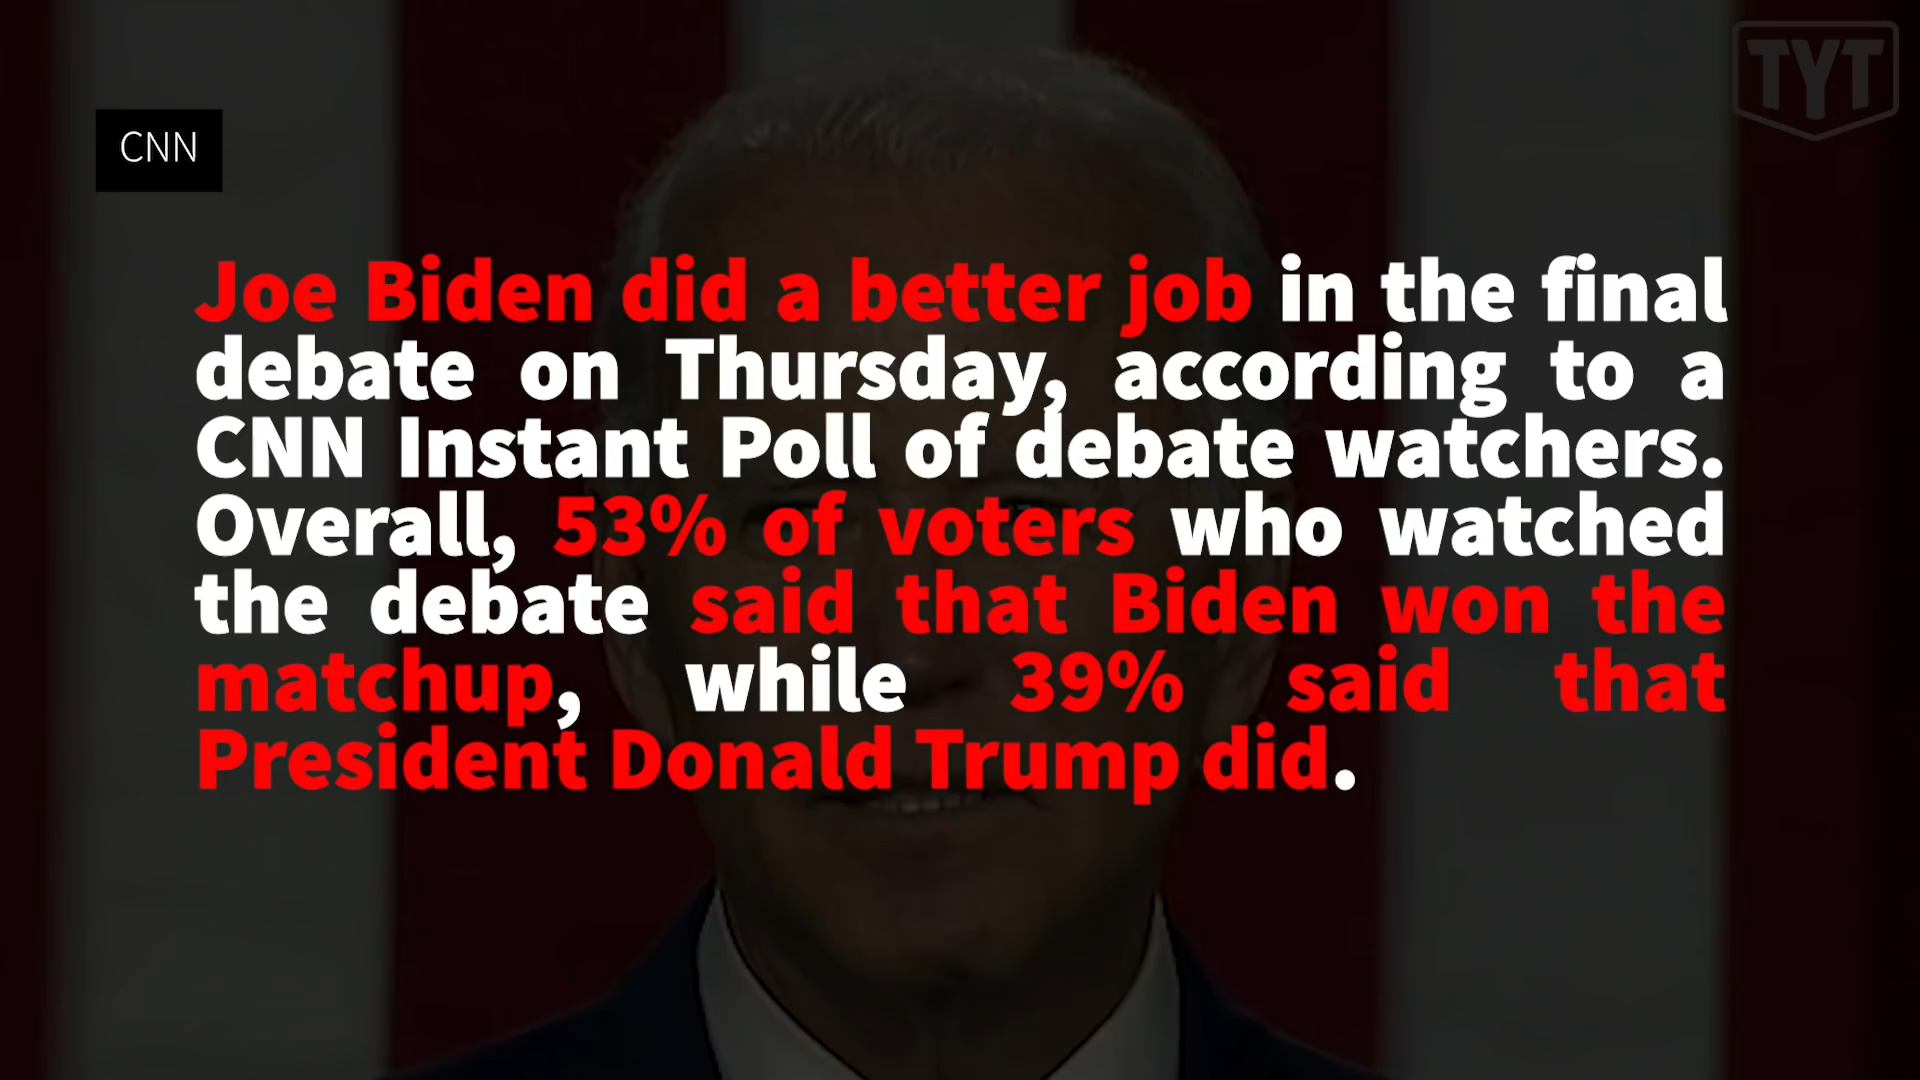 TYT
CNN
Joe Biden did a better job in the final
debate on Thursday, according to a
CNN Instant Poll of debate watchers.
Overall, 53% of voters who watched
the debate said that Biden won the
matchup, while 39% said that
President Donald Trump did.